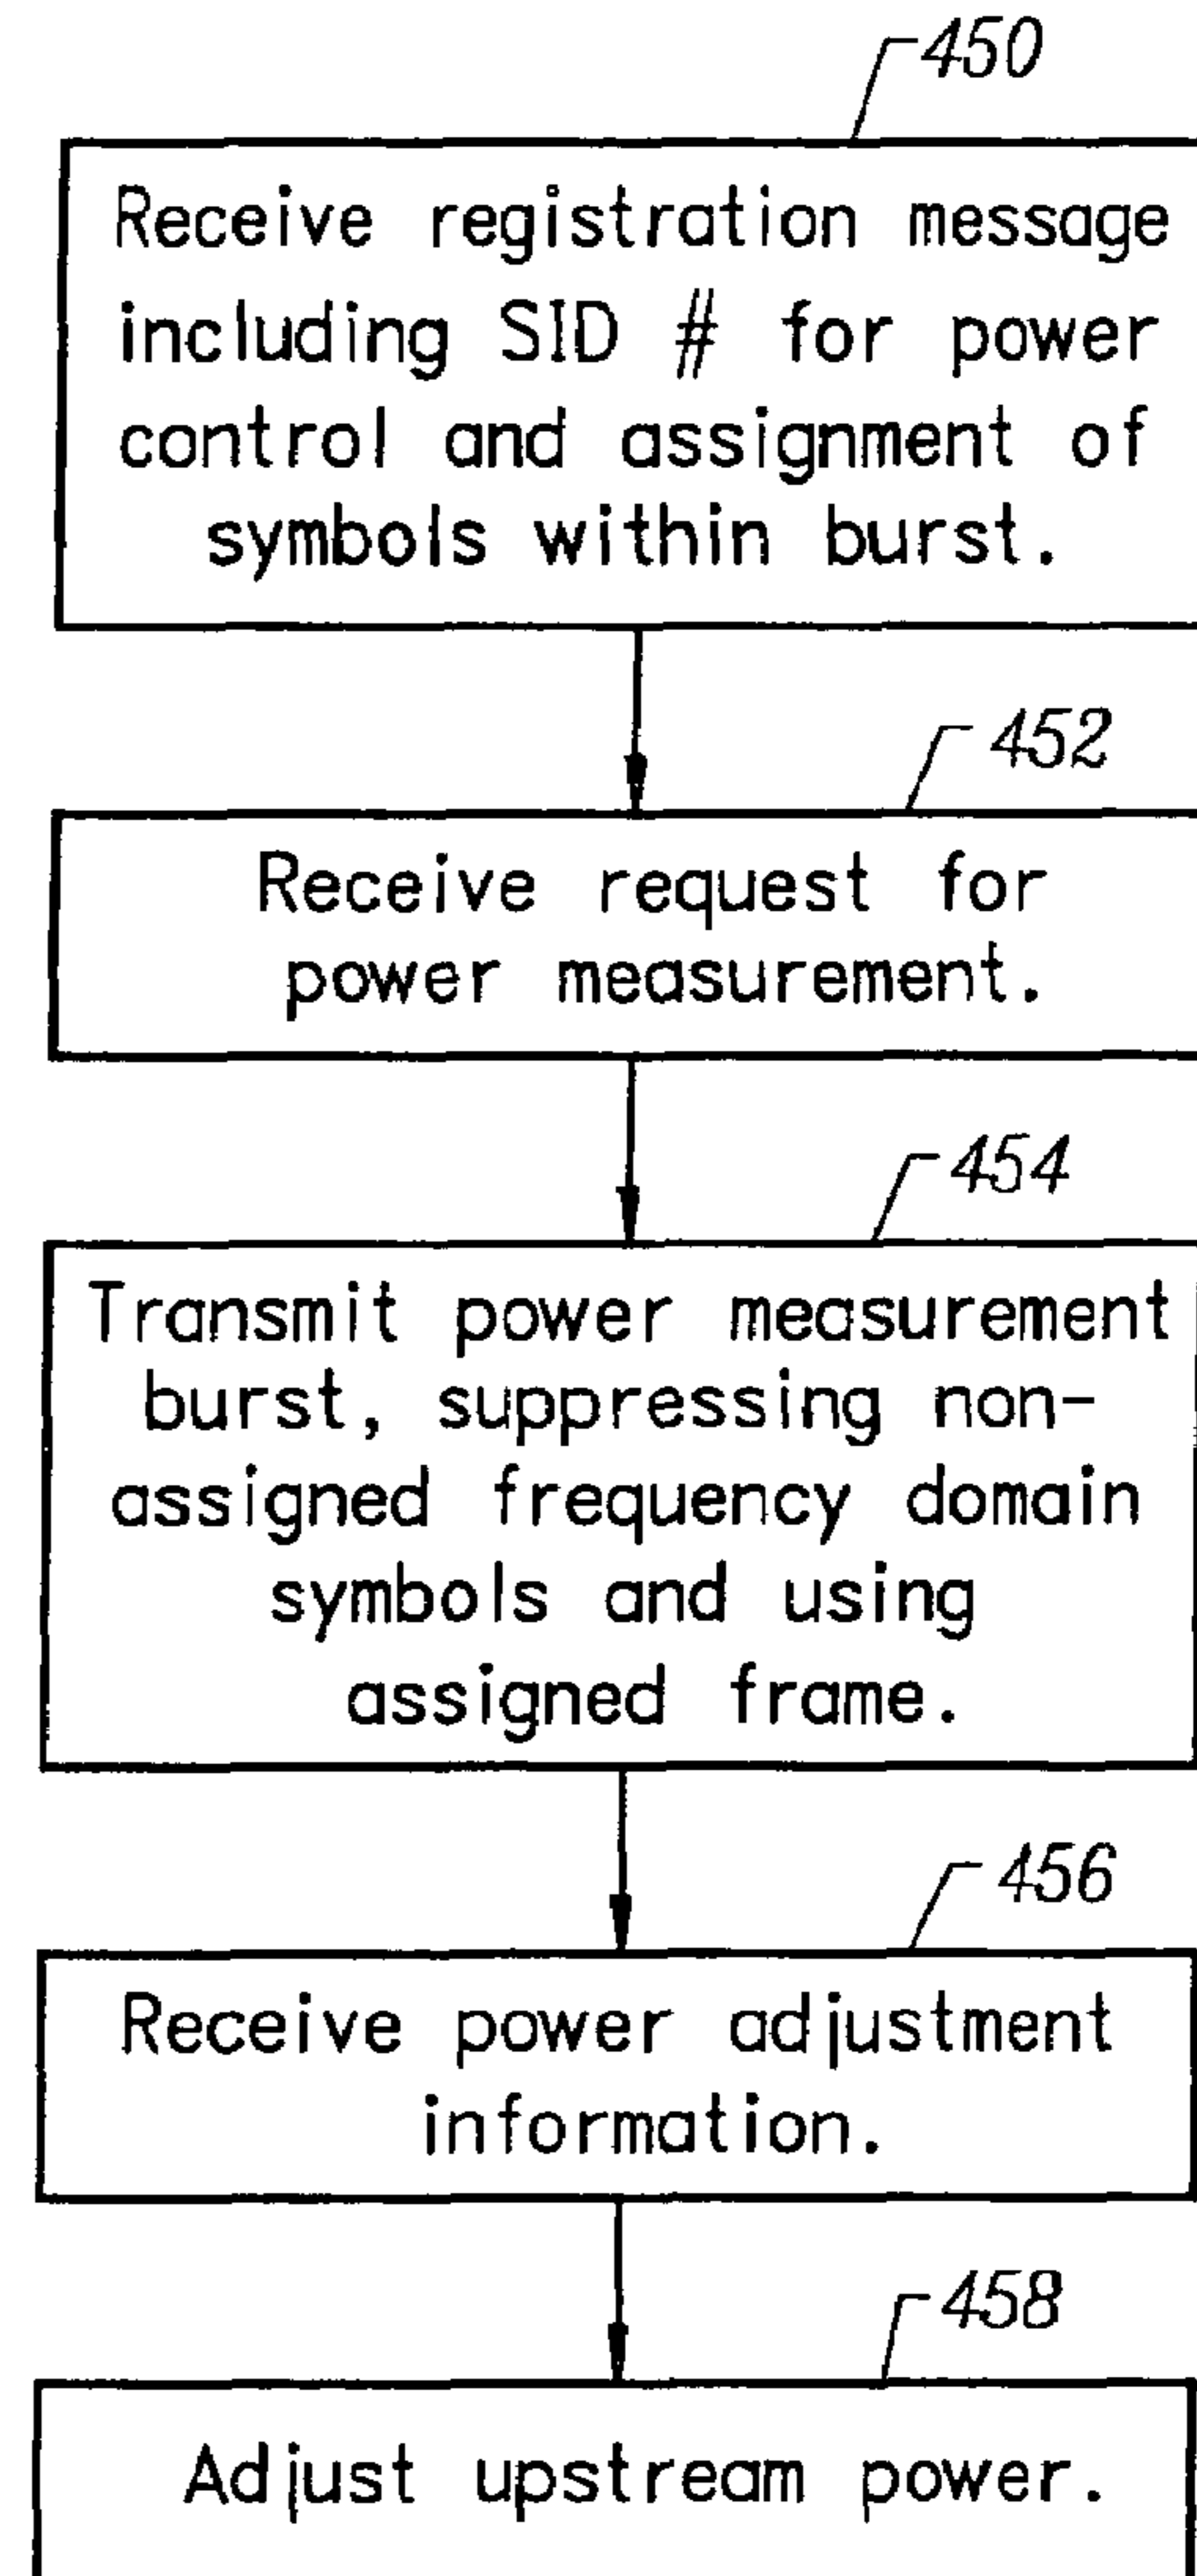 450
Receive registration message
including SID # for power
control and assignment of
symbols within burst.
452
Receive request for
power measurement.
454
Transmit power measurement
burst, suppressing non-
assigned frequency domain
symbols and using
assigned frame.
456
Receive power adjustment
information.
458
Adjust upstream power.